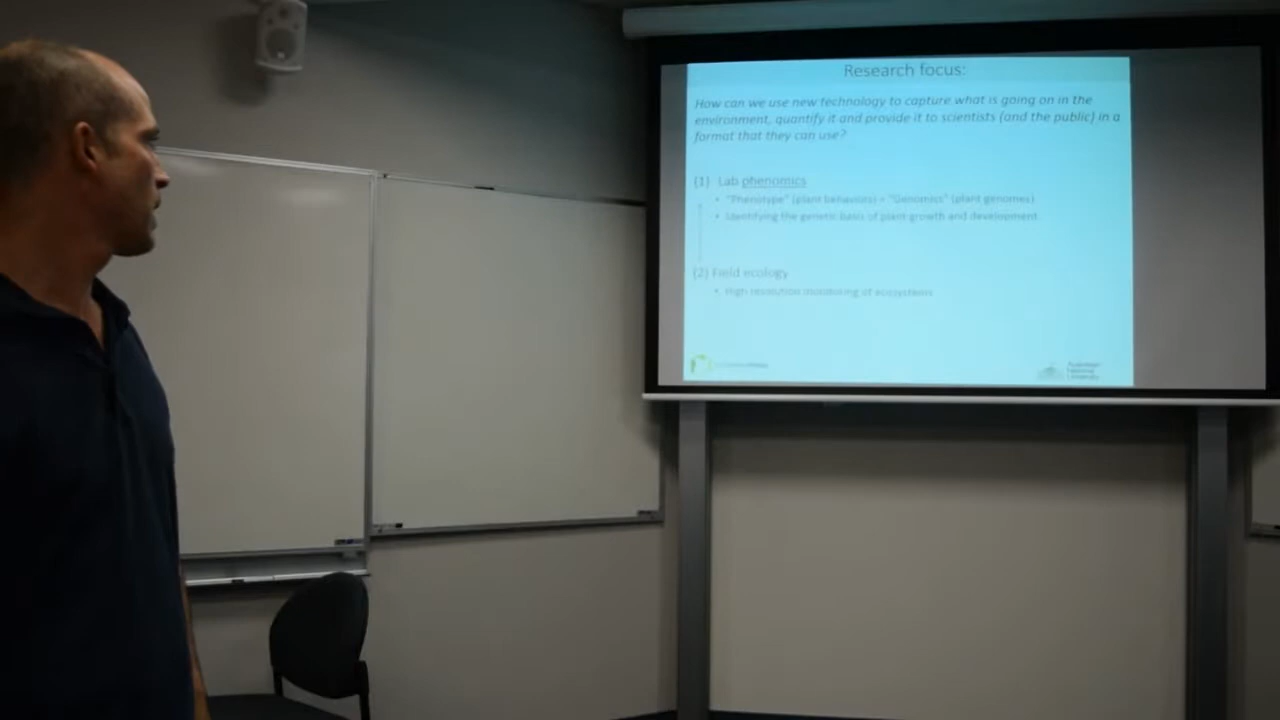 Research focus:
How can we use new technology to capture what is going on in the
environment, quantify it and provide it to scientists (and the public) in a
format that they can use?
(1) Lab phenomics
• "Phenotype" (plant behaviors) + "Genomics" (plant genomes)
• Identifying the genetic basis of plant growth and development
(2) Field ecology
• High resolution monitoring of ecosystems
Australian
National
University